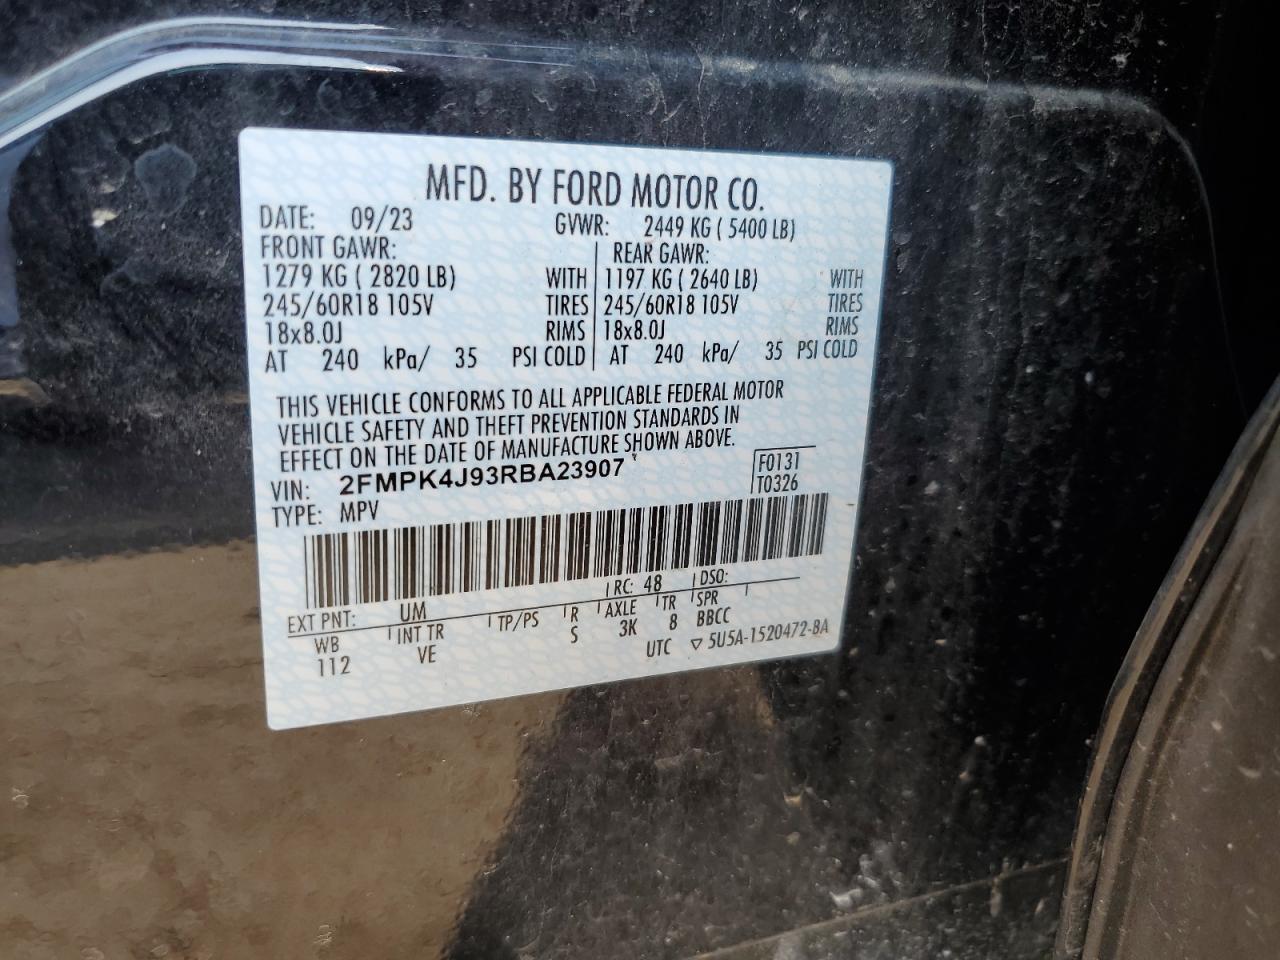 MFD. BY FORD MOTOR CO.
DATE: 09/23 GVWR: 2449 KG ( 5400 LB)
FRONT GAWR: REAR GAWR:
1279 KG ( 2820 LB) WITH 1197 KG ( 2640 LB) WITH
245/60R18 105V TIRES 245/60R18 105V TIRES
18x8.0J RIMS 18x8.0J RIMS
AT 240 kPa/ 35 PSI COLD AT 240 kPa/ 35 PSI COLD
THIS VEHICLE CONFORMS TO ALL APPLICABLE FEDERAL MOTOR
VEHICLE SAFETY AND THEFT PREVENTION STANDARDS IN
EFFECT ON THE DATE OF MANUFACTURE SHOWN ABOVE.
VIN: 2FMPK4J93RBA23907 F0131
TYPE: MPV T0326
EXT PNT: UM RC: 48 DSO:
WB INT TR TP/PS R AXLE TR SPR
112 VE S 3K 8 BBCC
UTC ▽ 5U5A-1520472-BA